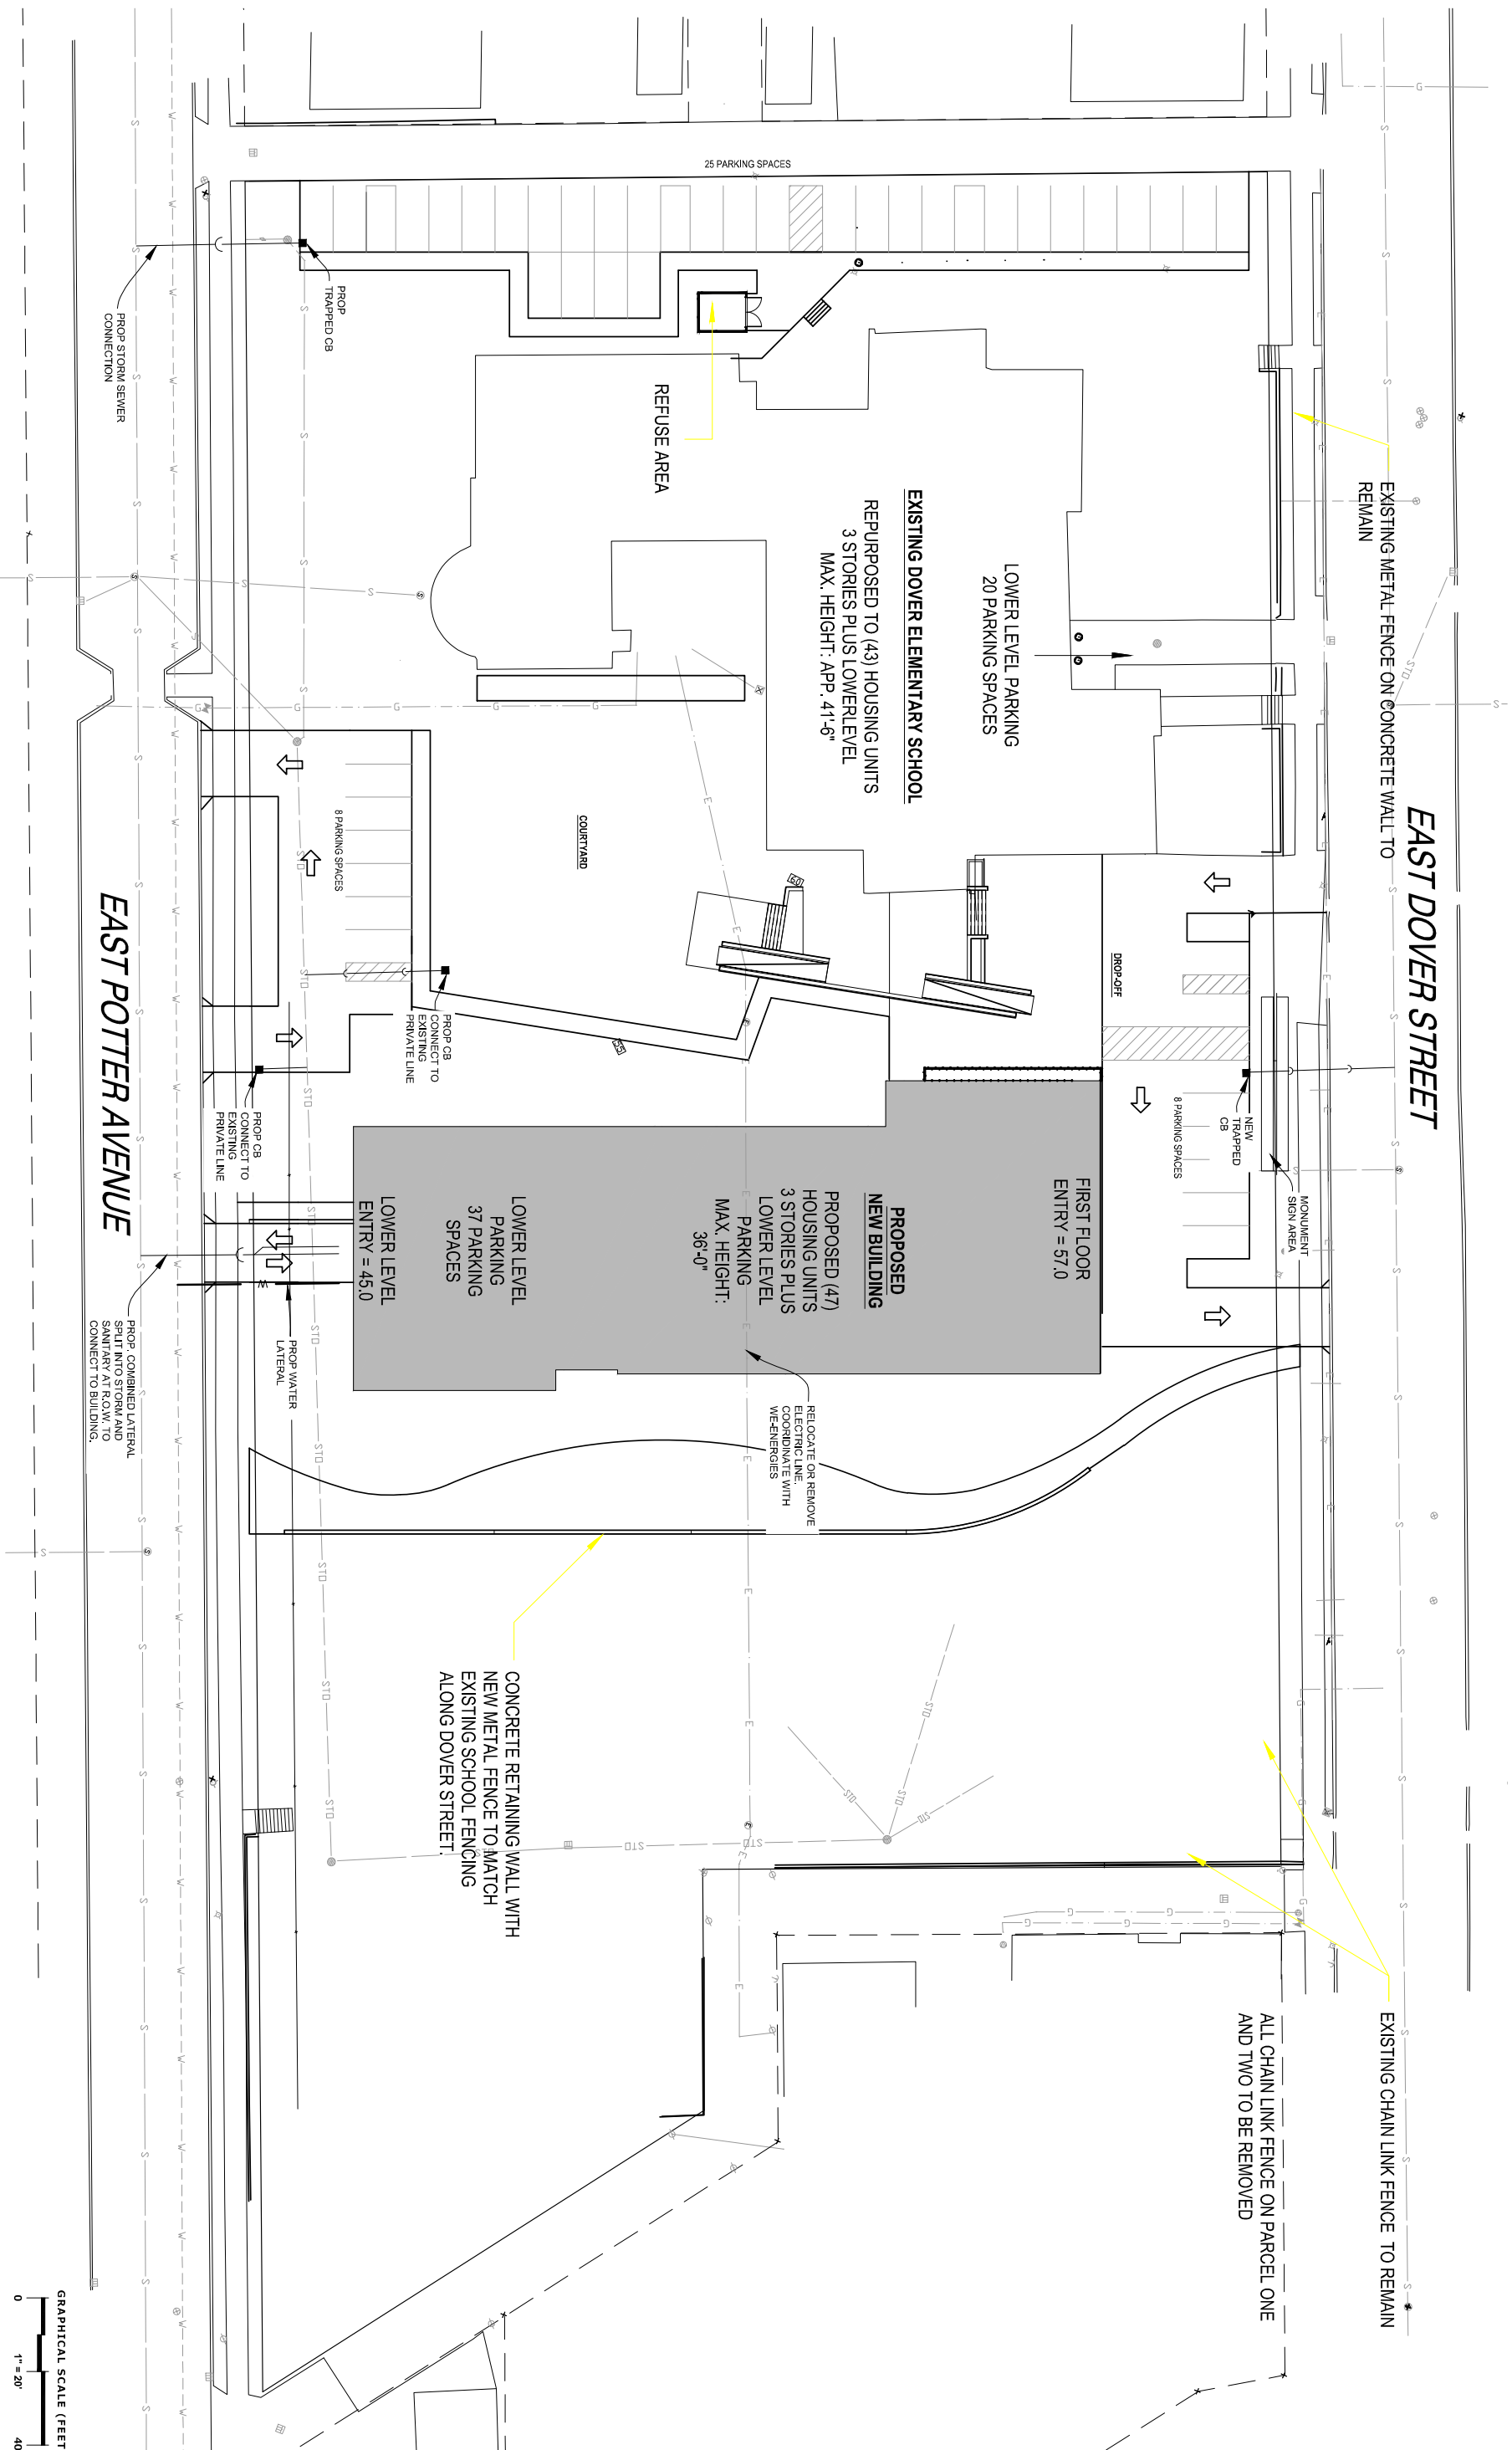 EAST DOVER STREET
EXISTING METAL FENCE ON CONCRETE WALL TO
REMAIN
EXISTING CHAIN LINK FENCE TO REMAIN
ALL CHAIN LINK FENCE ON PARCEL ONE
AND TWO TO BE REMOVED
25 PARKING SPACES
LOWER LEVEL PARKING
20 PARKING SPACES
EXISTING DOVER ELEMENTARY SCHOOL
REPURPOSED TO (43) HOUSING UNITS
3 STORIES PLUS LOWERLEVEL
MAX. HEIGHT: APP. 41'-6"
REFUSE AREA
DROP-OFF
NEW
TRAPPED
CB
MONUMENT
SIGN AREA
8 PARKING SPACES
FIRST FLOOR
ENTRY = 57.0
PROPOSED
NEW BUILDING
PROPOSED (47)
HOUSING UNITS
3 STORIES PLUS
LOWER LEVEL
PARKING
MAX. HEIGHT:
36'-0"
LOWER LEVEL
PARKING
37 PARKING
SPACES
LOWER LEVEL
ENTRY = 45.0
RELOCATE OR REMOVE
ELECTRIC LINE.
COORIDINATE WITH
WE-ENERGIES
CONCRETE RETAINING WALL WITH
NEW METAL FENCE TO MATCH
EXISTING SCHOOL FENCING
ALONG DOVER STREET.
COURTYARD
(60)
(55)
8 PARKING SPACES
PROP CB
CONNECT TO
EXISTING
PRIVATE LINE
PROP CB
CONNECT TO
EXISTING
PRIVATE LINE
PROP
TRAPPED CB
PROP STORM SEWER
CONNECTION
PROP WATER
LATERAL
PROP. COMBINED LATERAL
SPLIT INTO STORM AND
SANITARY AT R.O.W. TO
CONNECT TO BUILDING.
EAST POTTER AVENUE
GRAPHICAL SCALE (FEET
0
1" = 20'
40